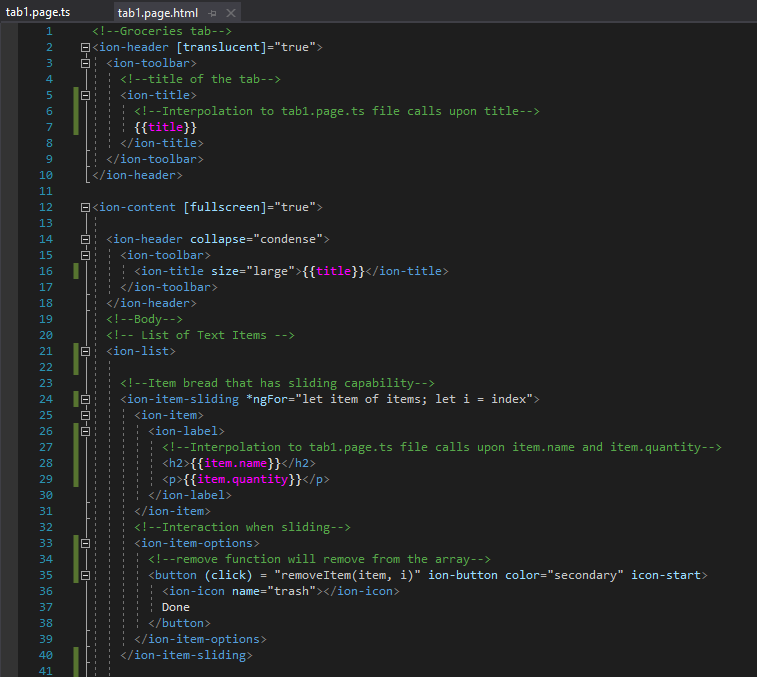 tab1.page.ts tab1.page.html
1 <!--Groceries tab-->
2 <ion-header [translucent]="true">
3 <ion-toolbar>
4 <!--title of the tab-->
5 <ion-title>
6 <!--Interpolation to tab1.page.ts file calls upon title-->
7 {{title}}
8 </ion-title>
9 </ion-toolbar>
10 </ion-header>
11
12 <ion-content [fullscreen]="true">
13
14 <ion-header collapse="condense">
15 <ion-toolbar>
16 <ion-title size="large">{{title}}</ion-title>
17 </ion-toolbar>
18 </ion-header>
19 <!--Body-->
20 <!-- List of Text Items -->
21 <ion-list>
22
23 <!--Item bread that has sliding capability-->
24 <ion-item-sliding *ngFor="let item of items; let i = index">
25 <ion-item>
26 <ion-label>
27 <!--Interpolation to tab1.page.ts file calls upon item.name and item.quantity-->
28 <h2>{{item.name}}</h2>
29 <p>{{item.quantity}}</p>
30 </ion-label>
31 </ion-item>
32 <!--Interaction when sliding-->
33 <ion-item-options>
34 <!--remove function will remove from the array-->
35 <button (click) = "removeItem(item, i)" ion-button color="secondary" icon-start>
36 <ion-icon name="trash"></ion-icon>
37 Done
38 </button>
39 </ion-item-options>
40 </ion-item-sliding>
41